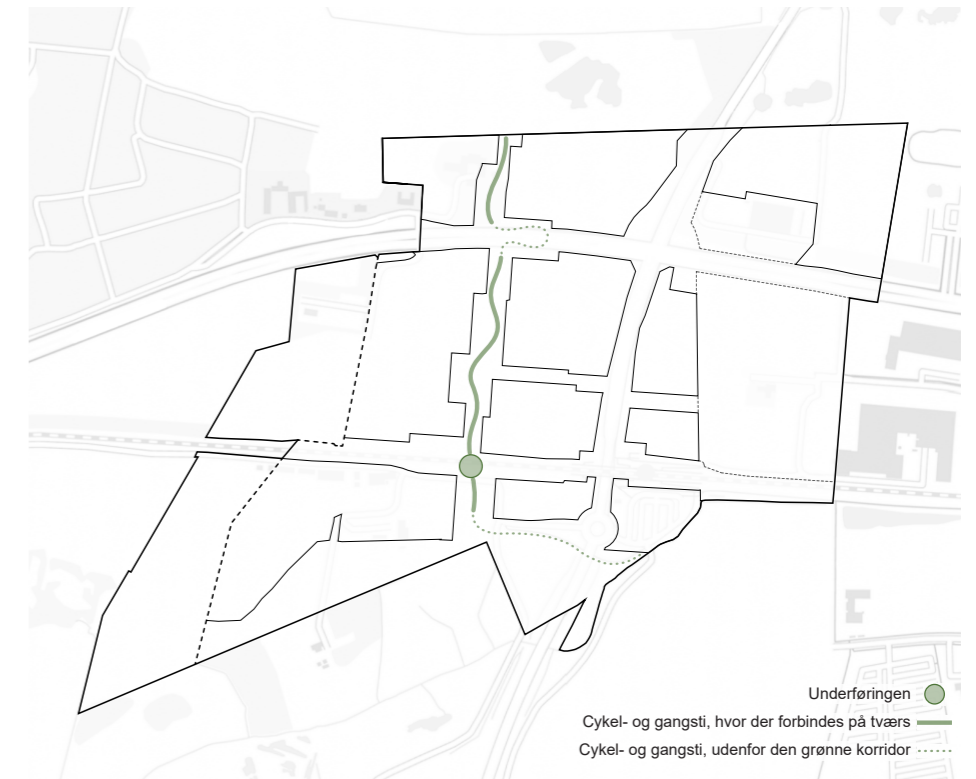 Underføringen
Cykel- og gangsti, hvor der forbindes på tværs
Cykel- og gangsti, udenfor den grønne korridor